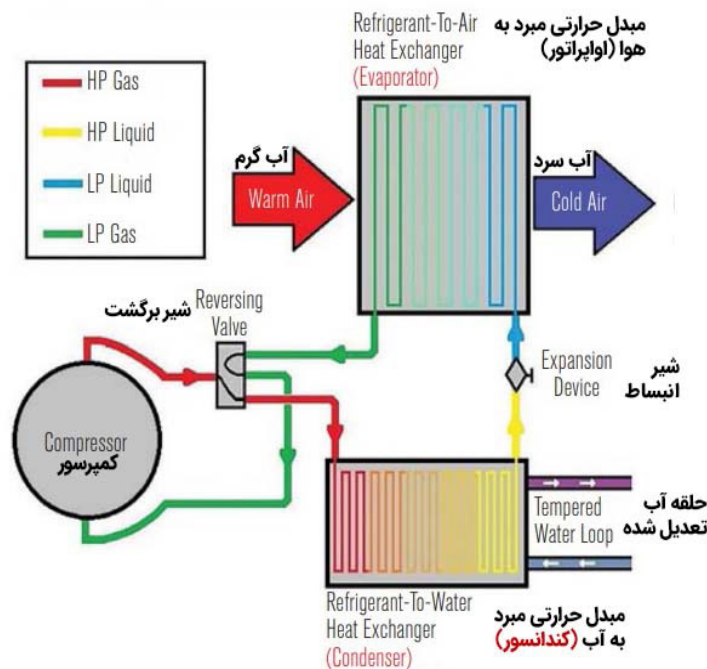 Refrigerant-To-Air
Heat Exchanger
(Evaporator)
مبدل حرارتی مبرد به
هوا (اواپراتور)
HP Gas
HP Liquid
LP Liquid
LP Gas
آب گرم
Warm Air
آب سرد
Cold Air
شیر برگشت
Reversing
Valve
Expansion
Device
شیر
انبساط
Compressor
کمپرسور
Tempered
Water Loop
حلقه آب
تعدیل شده
Refrigerant-To-Water
Heat Exchanger
(Condenser)
مبدل حرارتی مبرد
به آب (کندانسور)